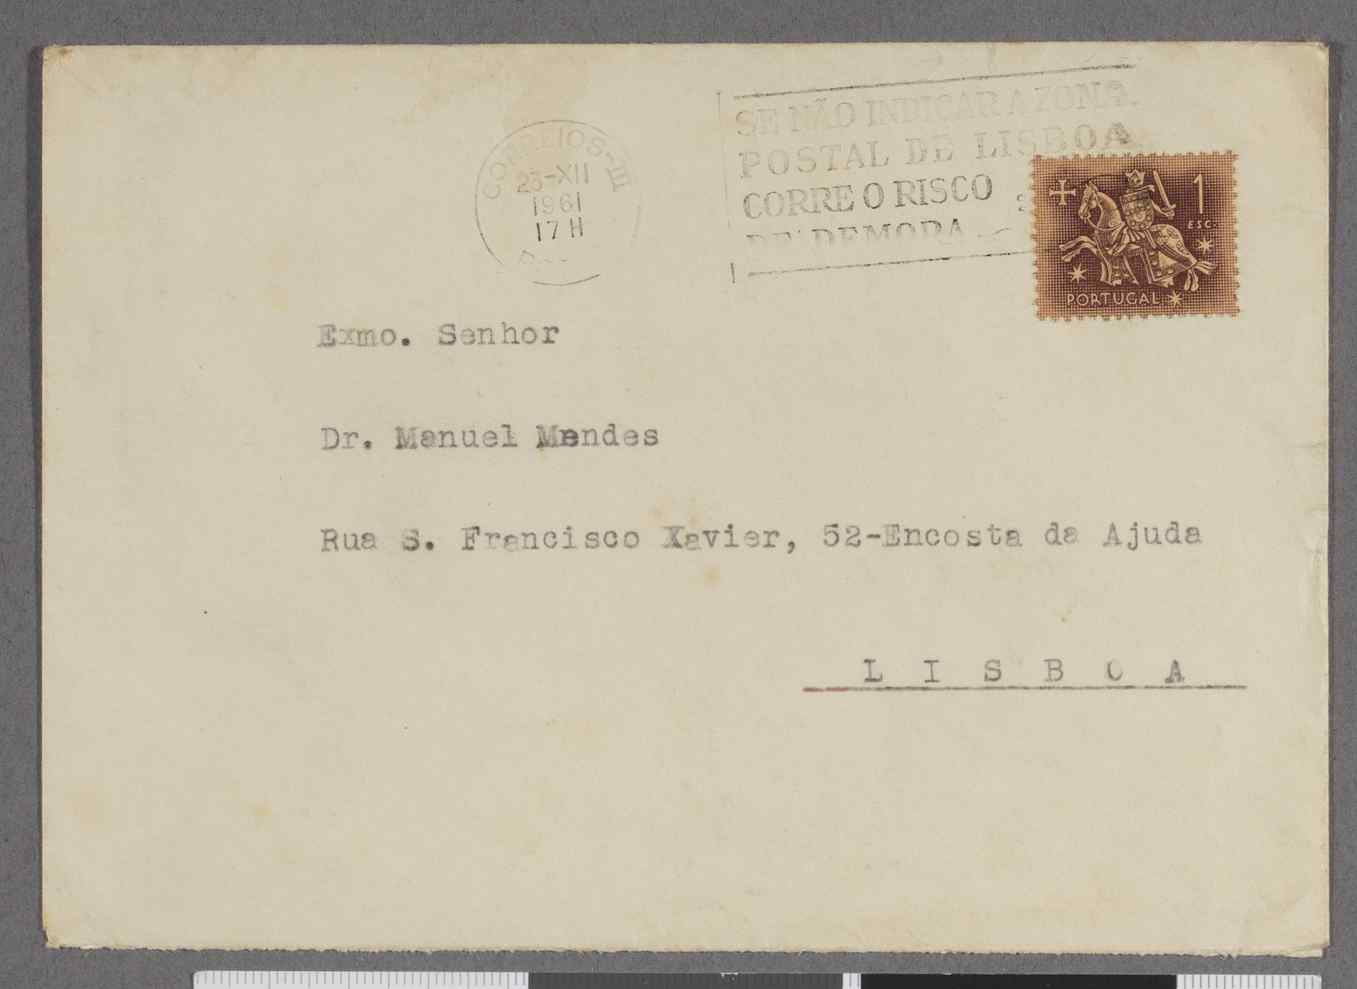 SE NÃO INDICAR A ZONA
POSTAL DE LISBOA
CORRE O RISCO
DE DEMORA
CORREIOS-III
23-XII
1961
17 H
1
ESC.
PORTUGAL
Exmo. Senhor
Dr. Manuel Mendes
Rua S. Francisco Xavier, 52-Encosta da Ajuda
L I S B O A